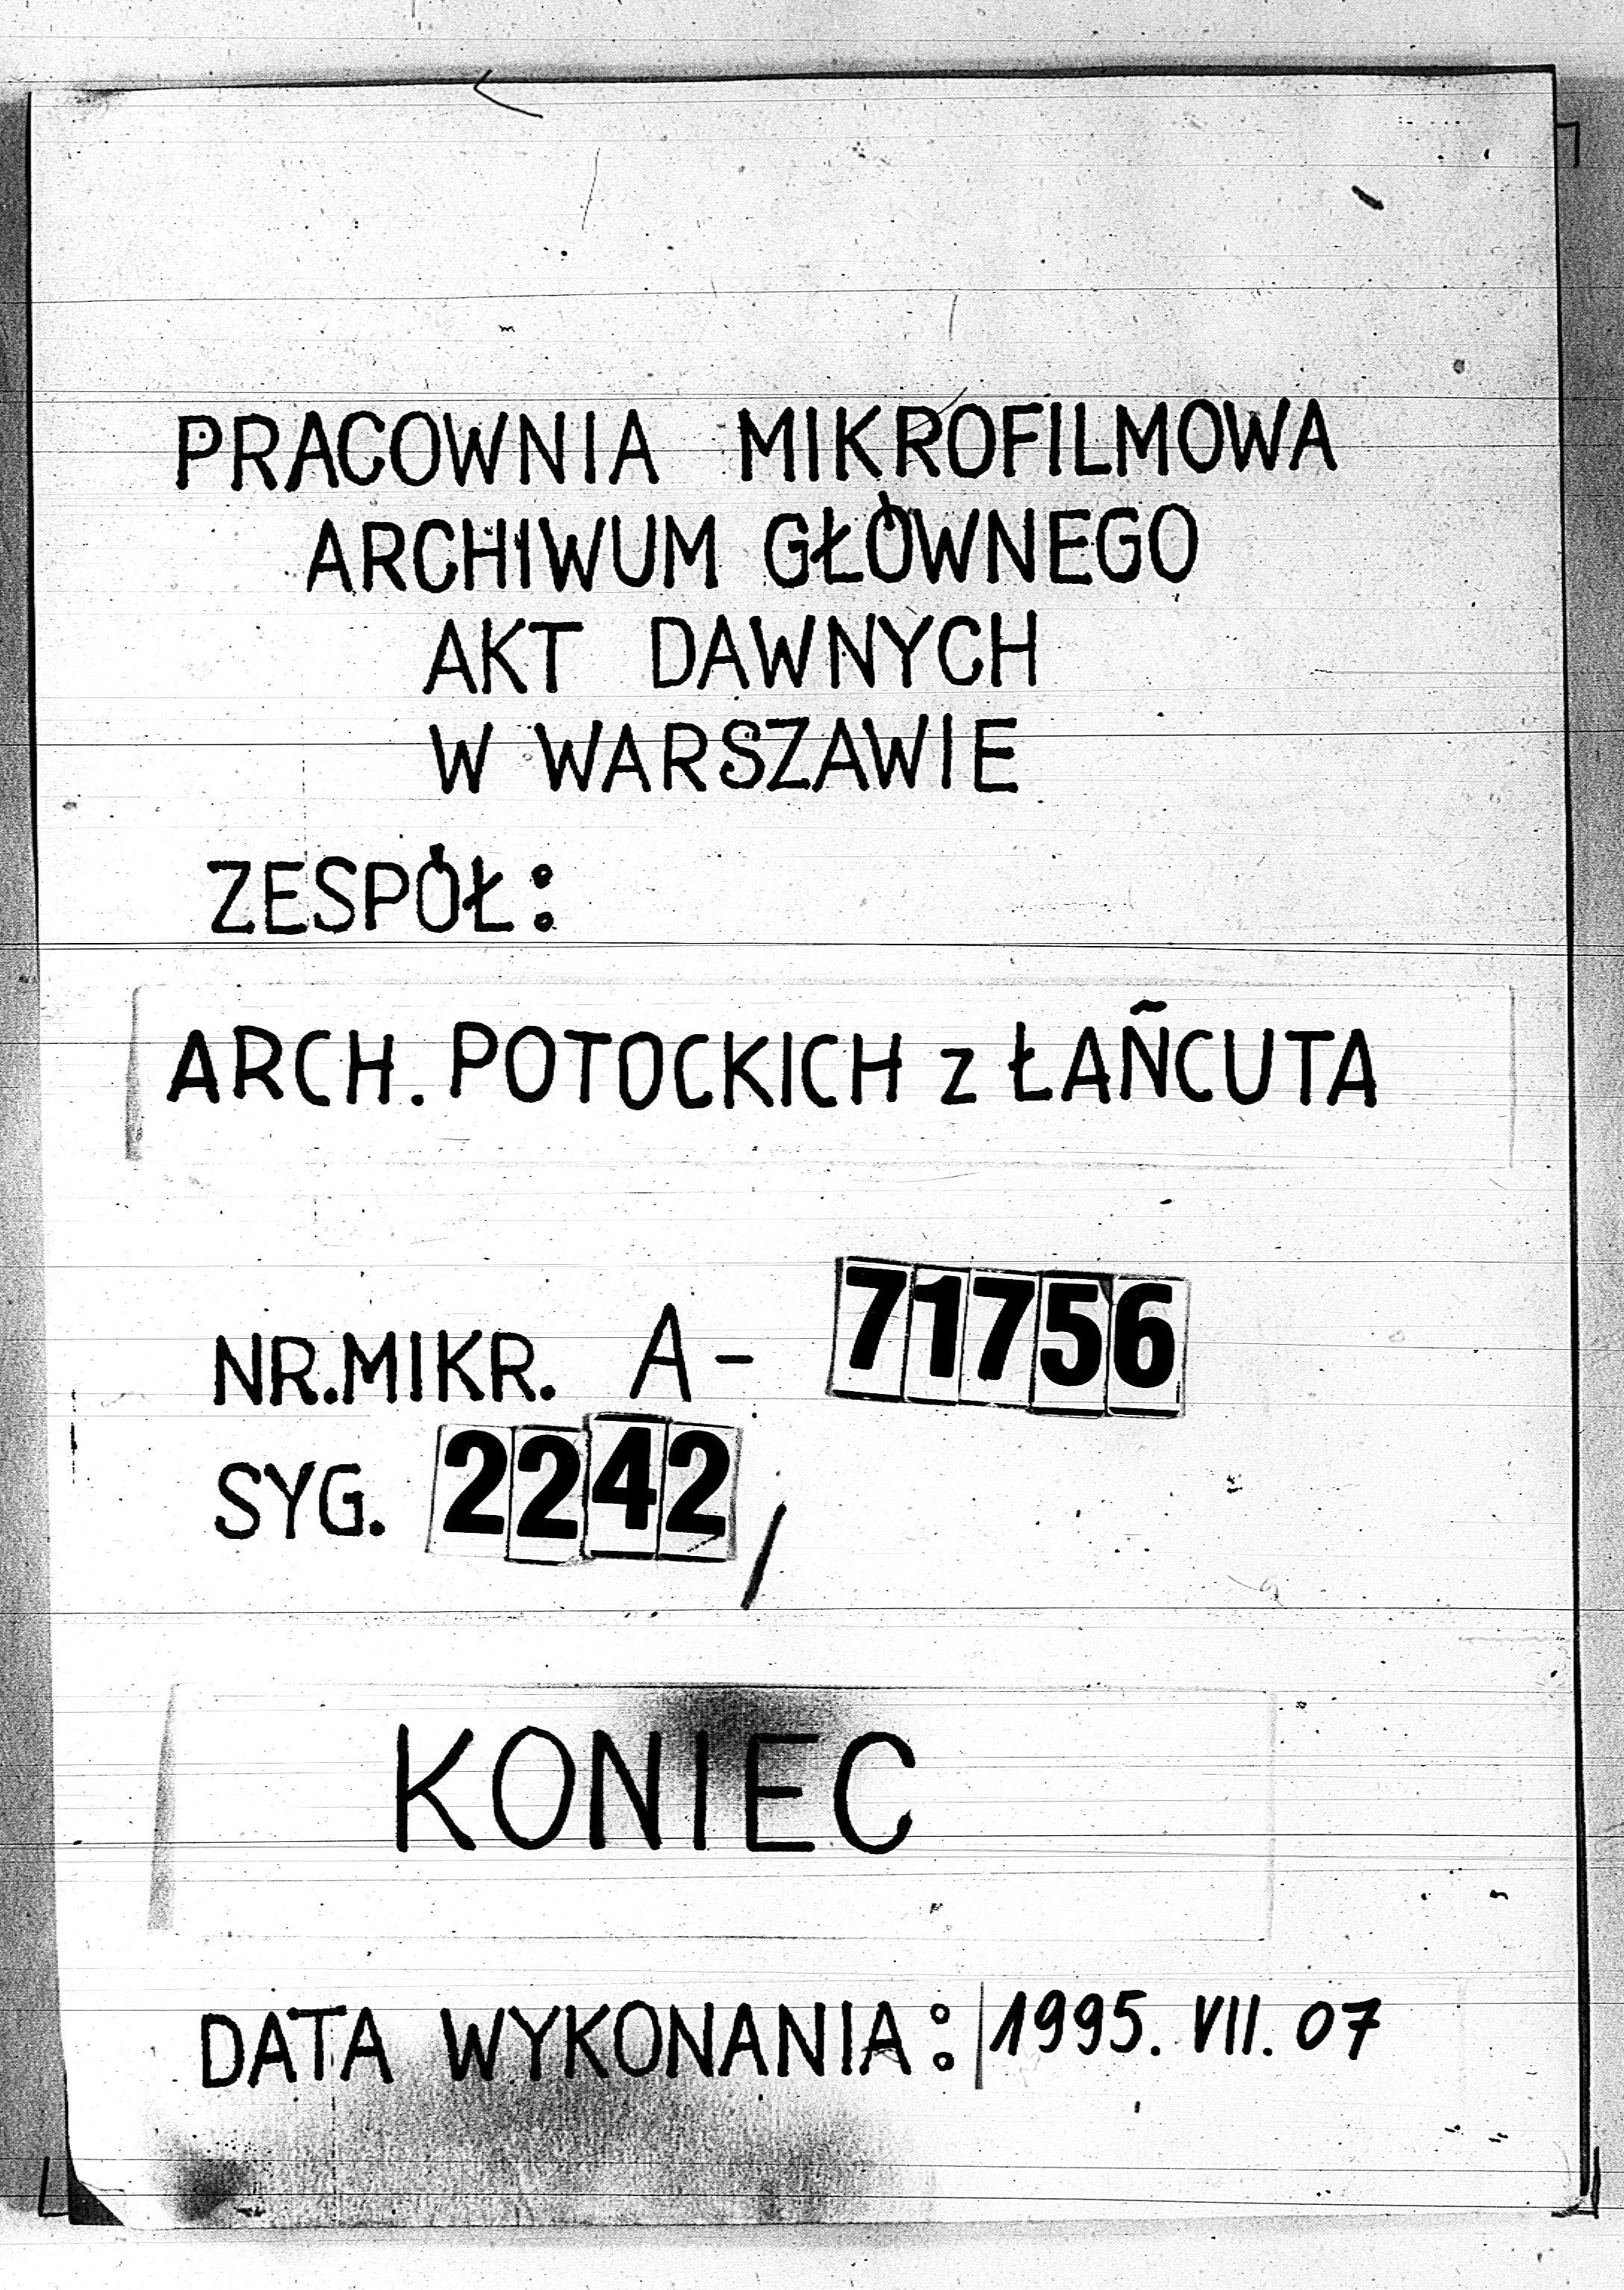 PRACOWNIA MIKROFILMOWA
ARCHIWUM GŁÓWNEGO
AKT DAWNYCH
W WARSZAWIE
ZESPÓŁ:
ARCH. POTOCKICH z ŁAŃCUTA
NR.MIKR. A- 71756
SYG. 2242,
KONIEC
DATA WYKONANIA: 1995. VII. 07